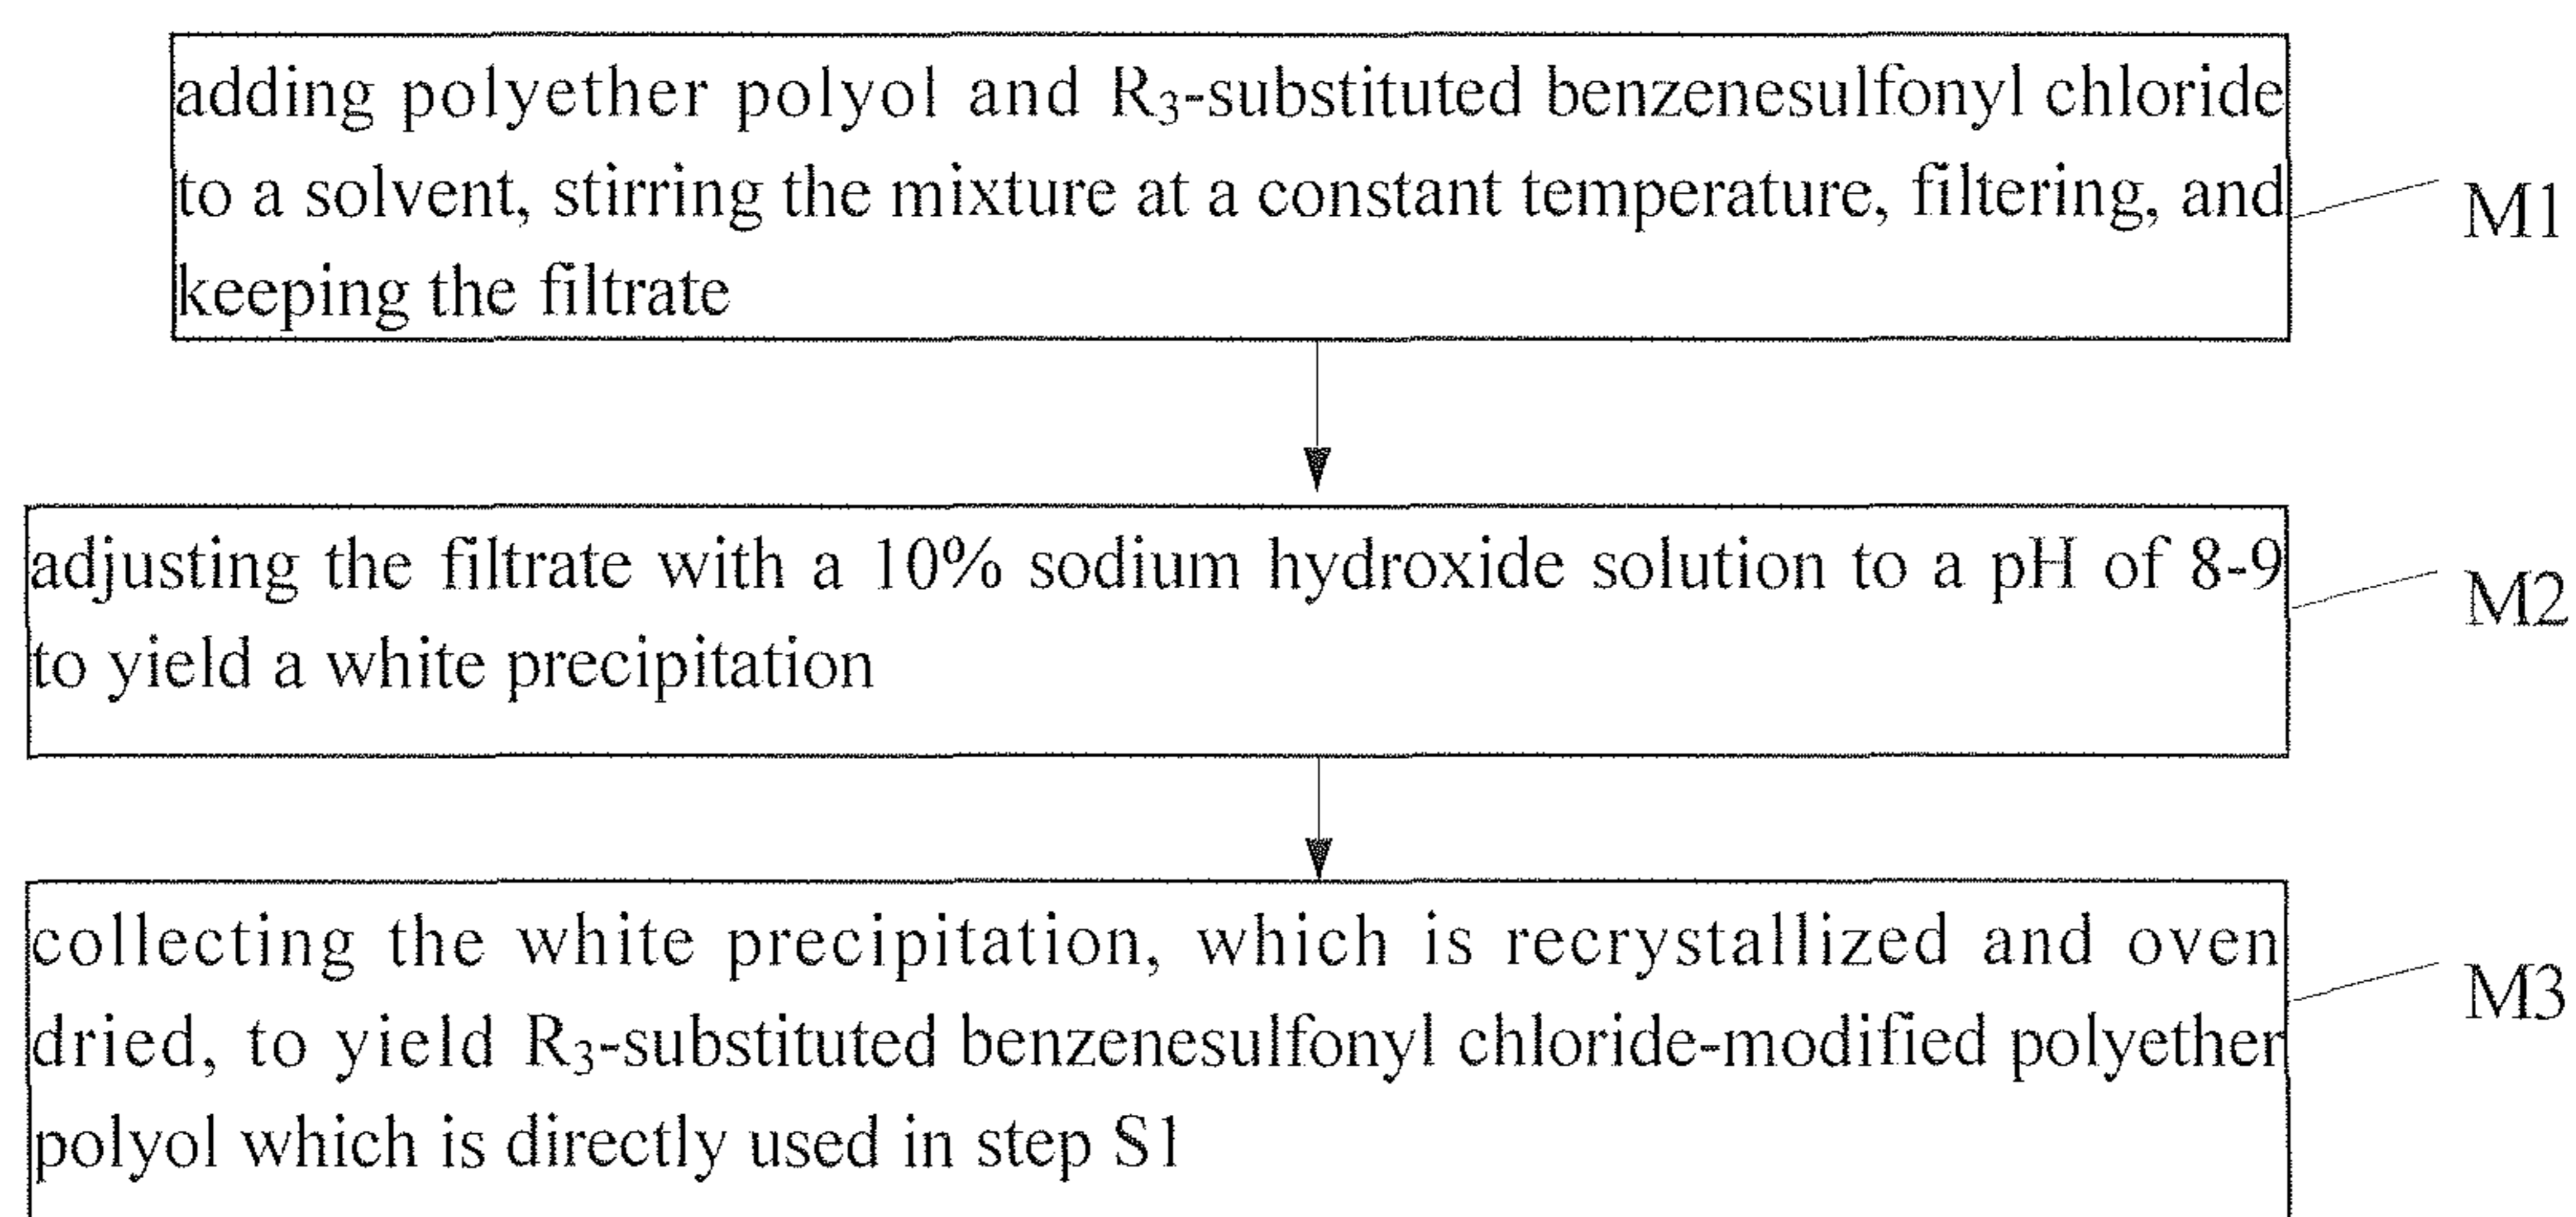 adding polyether polyol and R₃-substituted benzenesulfonyl chloride
to a solvent, stirring the mixture at a constant temperature, filtering, and
keeping the filtrate
M1
adjusting the filtrate with a 10% sodium hydroxide solution to a pH of 8-9
to yield a white precipitation
M2
collecting the white precipitation, which is recrystallized and oven
dried, to yield R₃-substituted benzenesulfonyl chloride-modified polyether
polyol which is directly used in step S1
M3